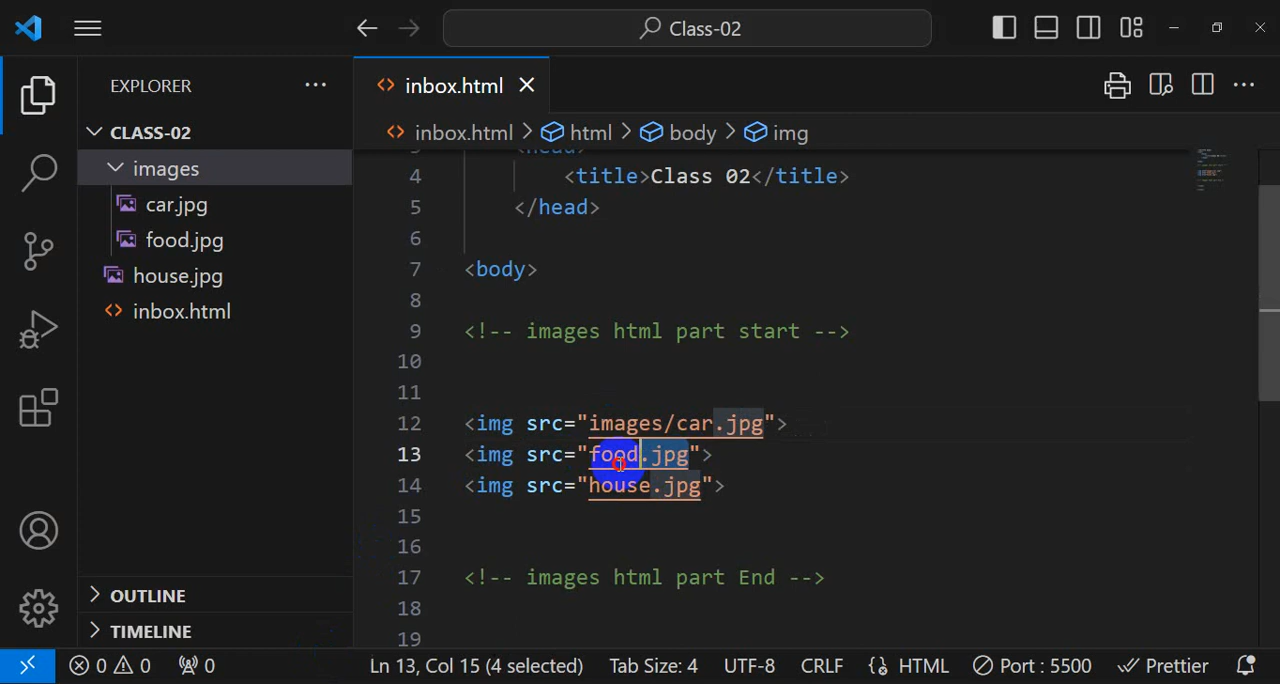 Class-02
EXPLORER
CLASS-02
images
car.jpg
food.jpg
house.jpg
inbox.html
OUTLINE
TIMELINE
inbox.html
inbox.html > html > body > img
3 <head>
4 <title>Class 02</title>
5 </head>
6
7 <body>
8
9 <!-- images html part start -->
10
11
12 <img src="images/car.jpg">
13 <img src="food.jpg">
14 <img src="house.jpg">
15
16
17 <!-- images html part End -->
18
19
0 0 0 Ln 13, Col 15 (4 selected) Tab Size: 4 UTF-8 CRLF HTML Port : 5500 Prettier